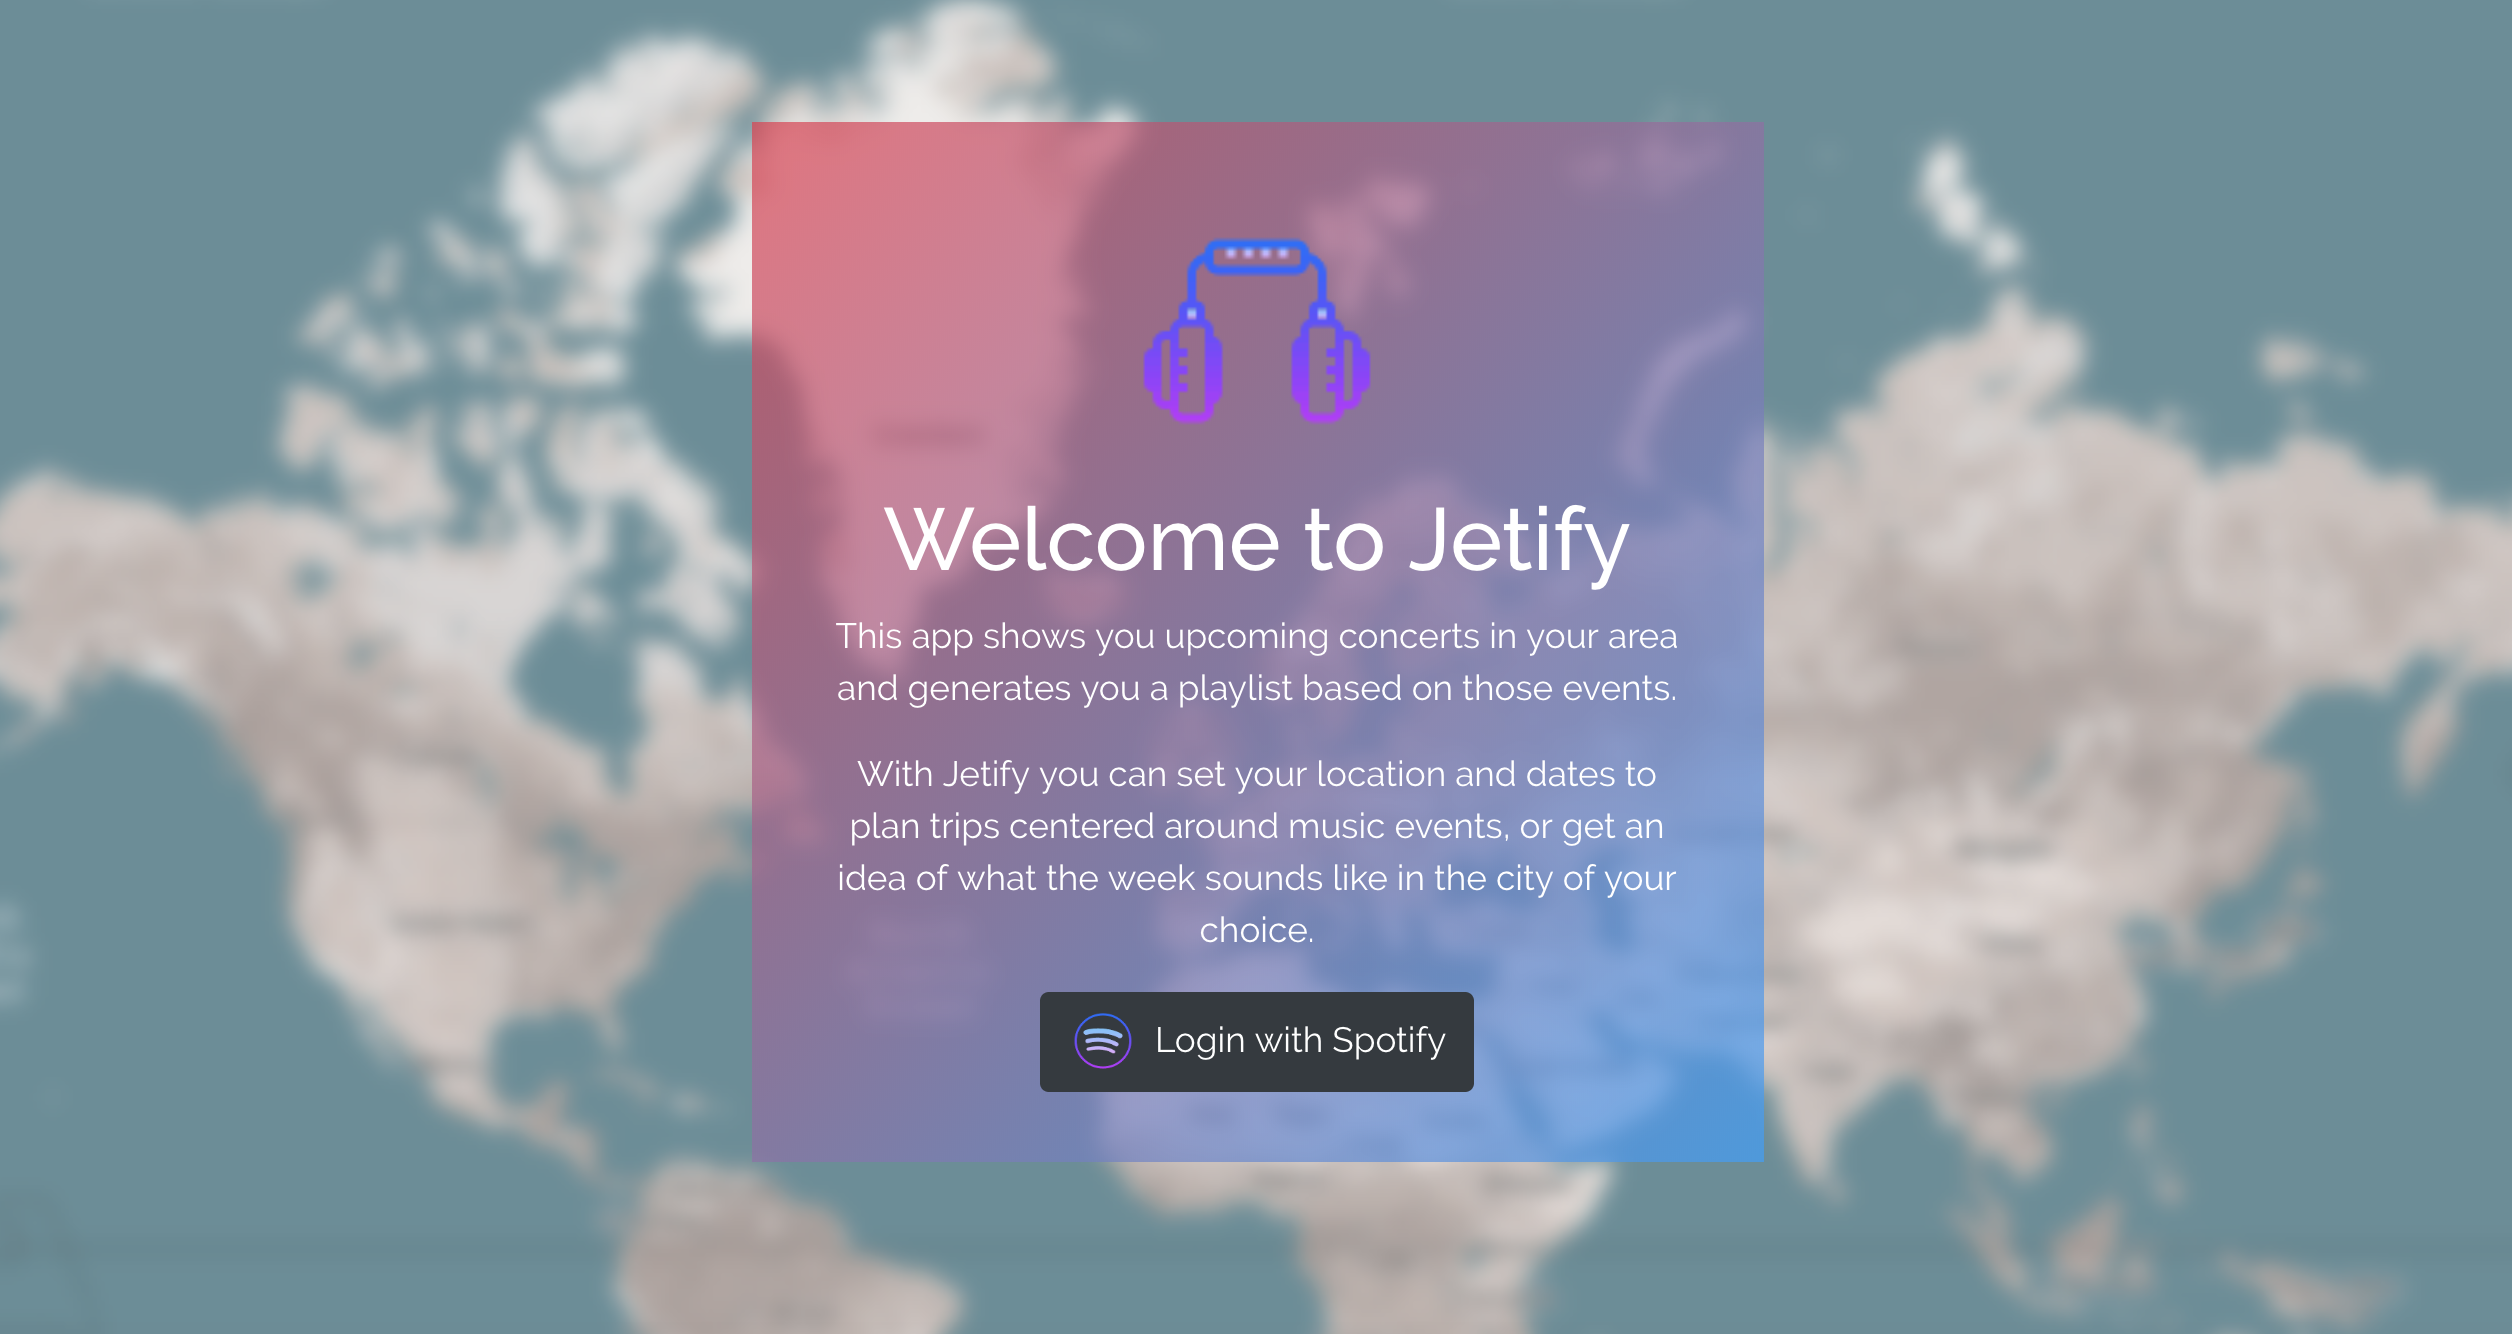 Welcome to Jetify
This app shows you upcoming concerts in your area
and generates you a playlist based on those events.
With Jetify you can set your location and dates to
plan trips centered around music events, or get an
idea of what the week sounds like in the city of your
choice.
Login with Spotify